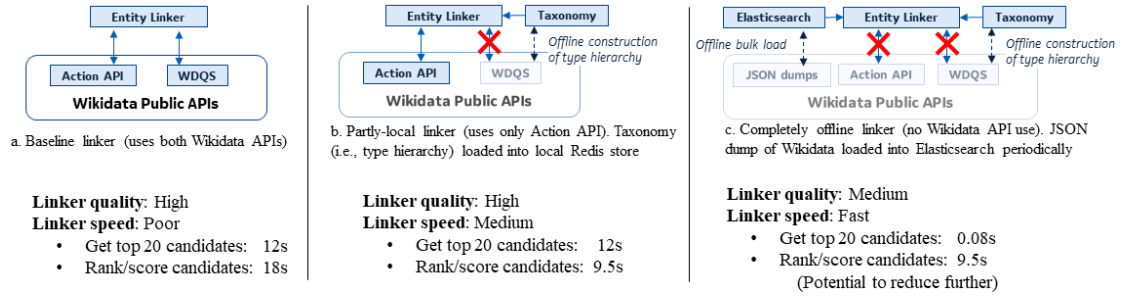 Entity Linker
Action API
WDQS
Wikidata Public APIs
a. Baseline linker (uses both Wikidata APIs)
Linker quality: High
Linker speed: Poor
• Get top 20 candidates: 12s
• Rank/score candidates: 18s
Entity Linker
Taxonomy
Offline construction
of type hierarchy
Action API
WDQS
Wikidata Public APIs
b. Partly-local linker (uses only Action API). Taxonomy
(i.e., type hierarchy) loaded into local Redis store
Linker quality: High
Linker speed: Medium
• Get top 20 candidates: 12s
• Rank/score candidates: 9.5s
Elasticsearch
Entity Linker
Taxonomy
Offline bulk load
Offline construction
of type hierarchy
JSON dumps
Action API
WDQS
Wikidata Public APIs
c. Completely offline linker (no Wikidata API use). JSON
dump of Wikidata loaded into Elasticsearch periodically
Linker quality: Medium
Linker speed: Fast
• Get top 20 candidates: 0.08s
• Rank/score candidates: 9.5s
(Potential to reduce further)